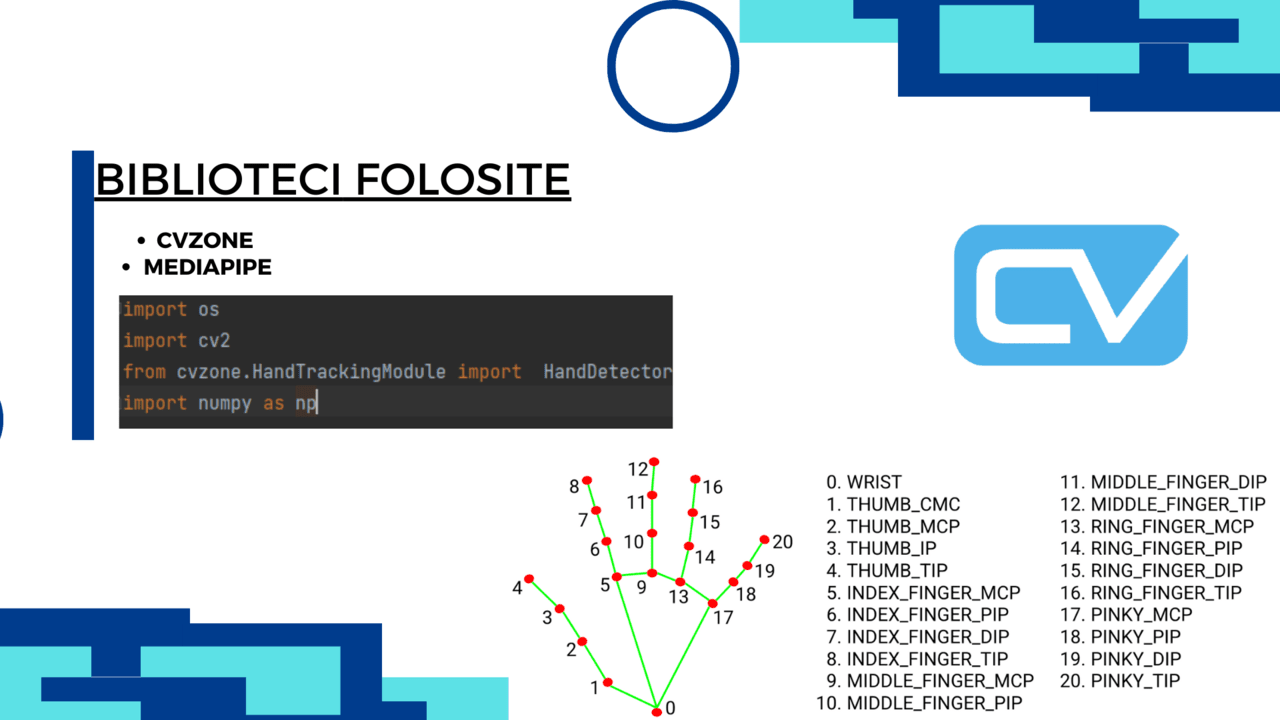 BIBLIOTECI FOLOSITE
• CVZONE
• MEDIAPIPE
import os
import cv2
from cvzone.HandTrackingModule import  HandDetector
import numpy as np
CV
12
8
16
11
7
15
10
20
6
14
19
5
9
4
13
18
3
17
2
1
0
0. WRIST
1. THUMB_CMC
2. THUMB_MCP
3. THUMB_IP
4. THUMB_TIP
5. INDEX_FINGER_MCP
6. INDEX_FINGER_PIP
7. INDEX_FINGER_DIP
8. INDEX_FINGER_TIP
9. MIDDLE_FINGER_MCP
10. MIDDLE_FINGER_PIP
11. MIDDLE_FINGER_DIP
12. MIDDLE_FINGER_TIP
13. RING_FINGER_MCP
14. RING_FINGER_PIP
15. RING_FINGER_DIP
16. RING_FINGER_TIP
17. PINKY_MCP
18. PINKY_PIP
19. PINKY_DIP
20. PINKY_TIP